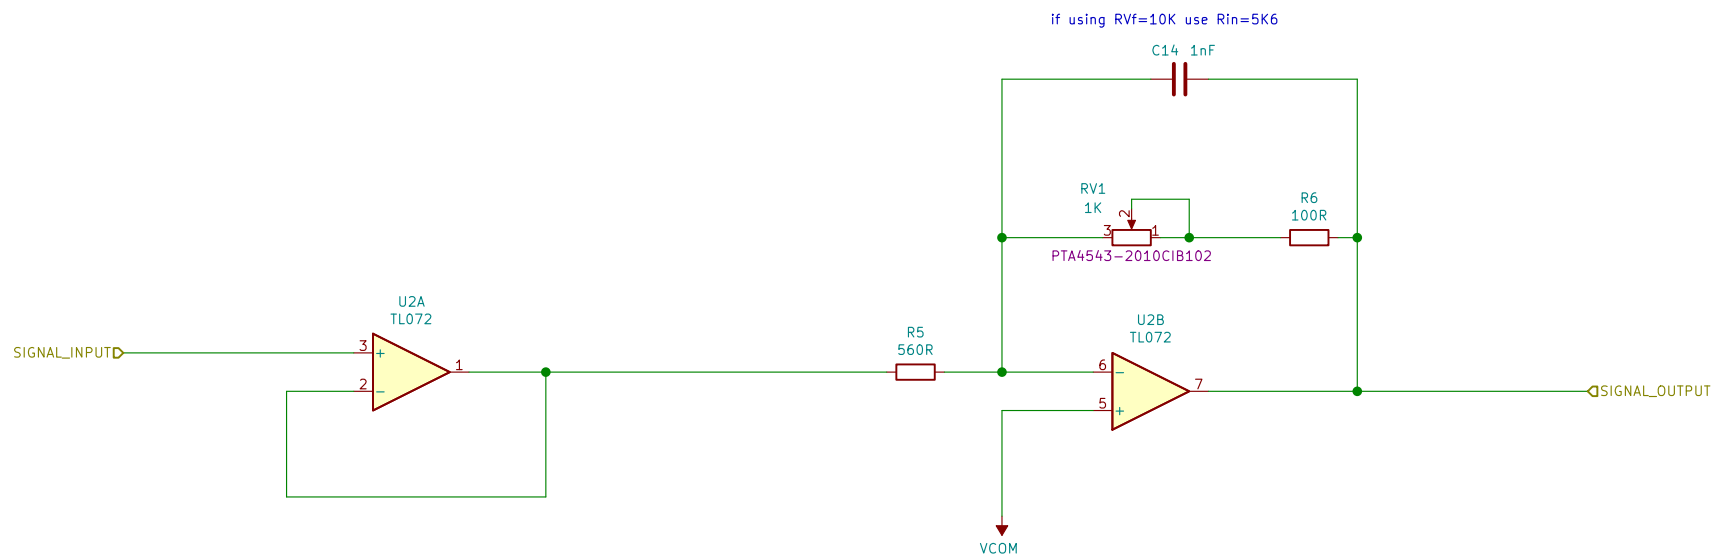 if using RVf=10K use Rin=5K6
C14 1nF
RV1
1K
2
3
1
PTA4543-2010CIB102
R6
100R
U2A
TL072
SIGNAL_INPUT
3
+
2
−
1
R5
560R
U2B
TL072
6
−
5
+
7
SIGNAL_OUTPUT
VCOM